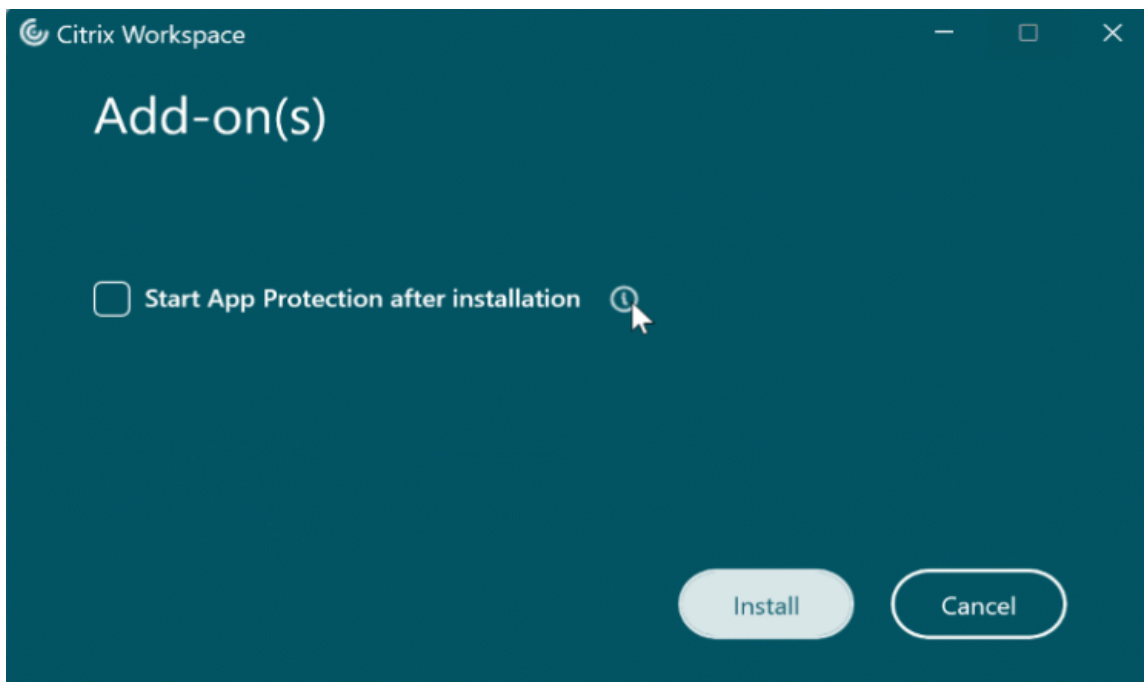 Citrix Workspace
Add-on(s)
Start App Protection after installation
Install
Cancel